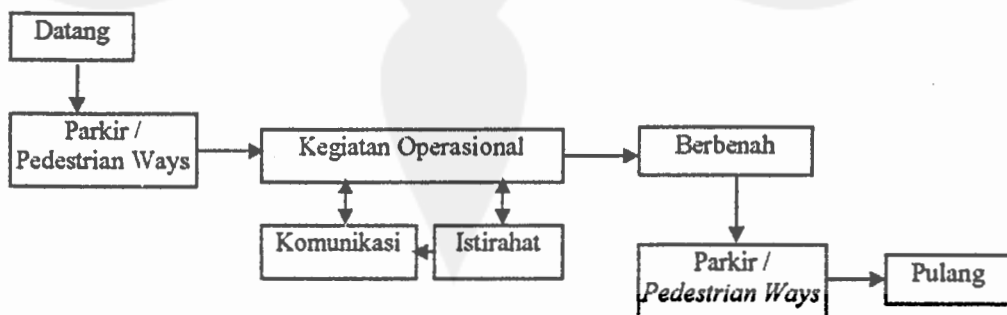 Datang
Parkir /
Pedestrian Ways
Kegiatan Operasional
Berbenah
Komunikasi
Istirahat
Parkir /
Pedestrian Ways
Pulang